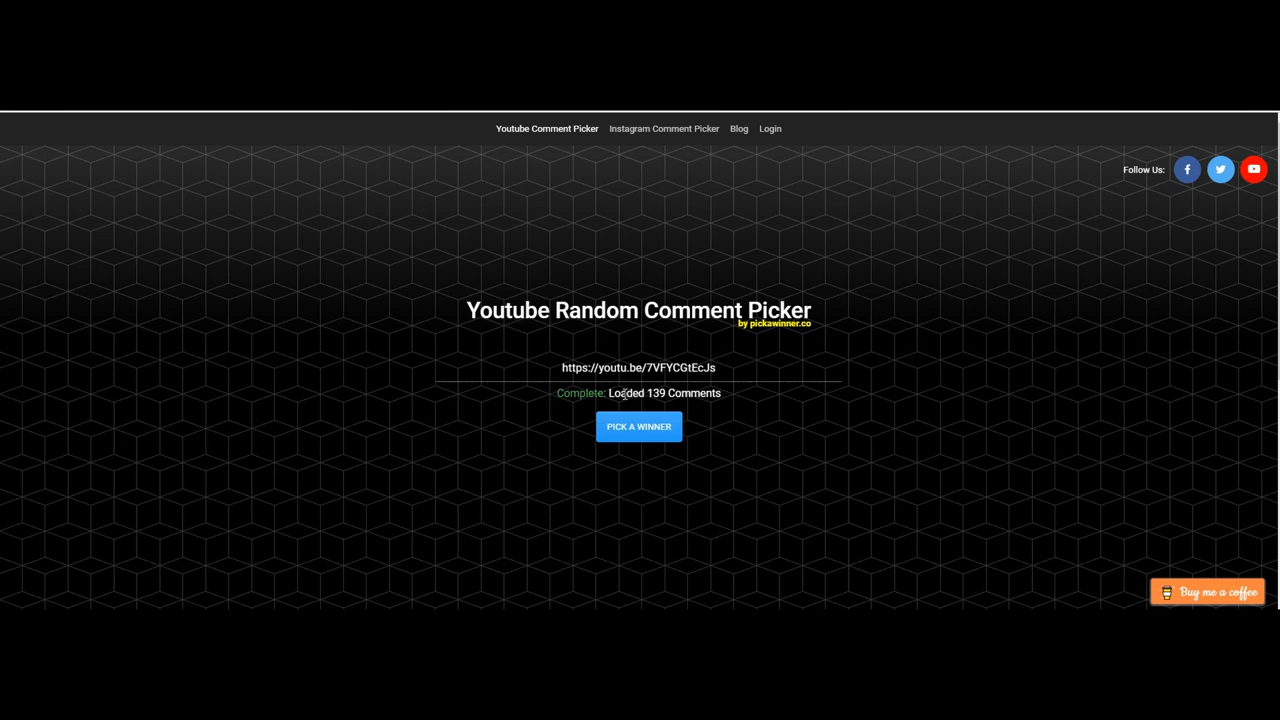 Youtube Comment Picker Instagram Comment Picker Blog Login
Follow Us:
Youtube Random Comment Picker
by pickawinner.co
https://youtu.be/7VFYCGtEcJs
Complete: Loaded 139 Comments
PICK A WINNER
Buy me a coffee